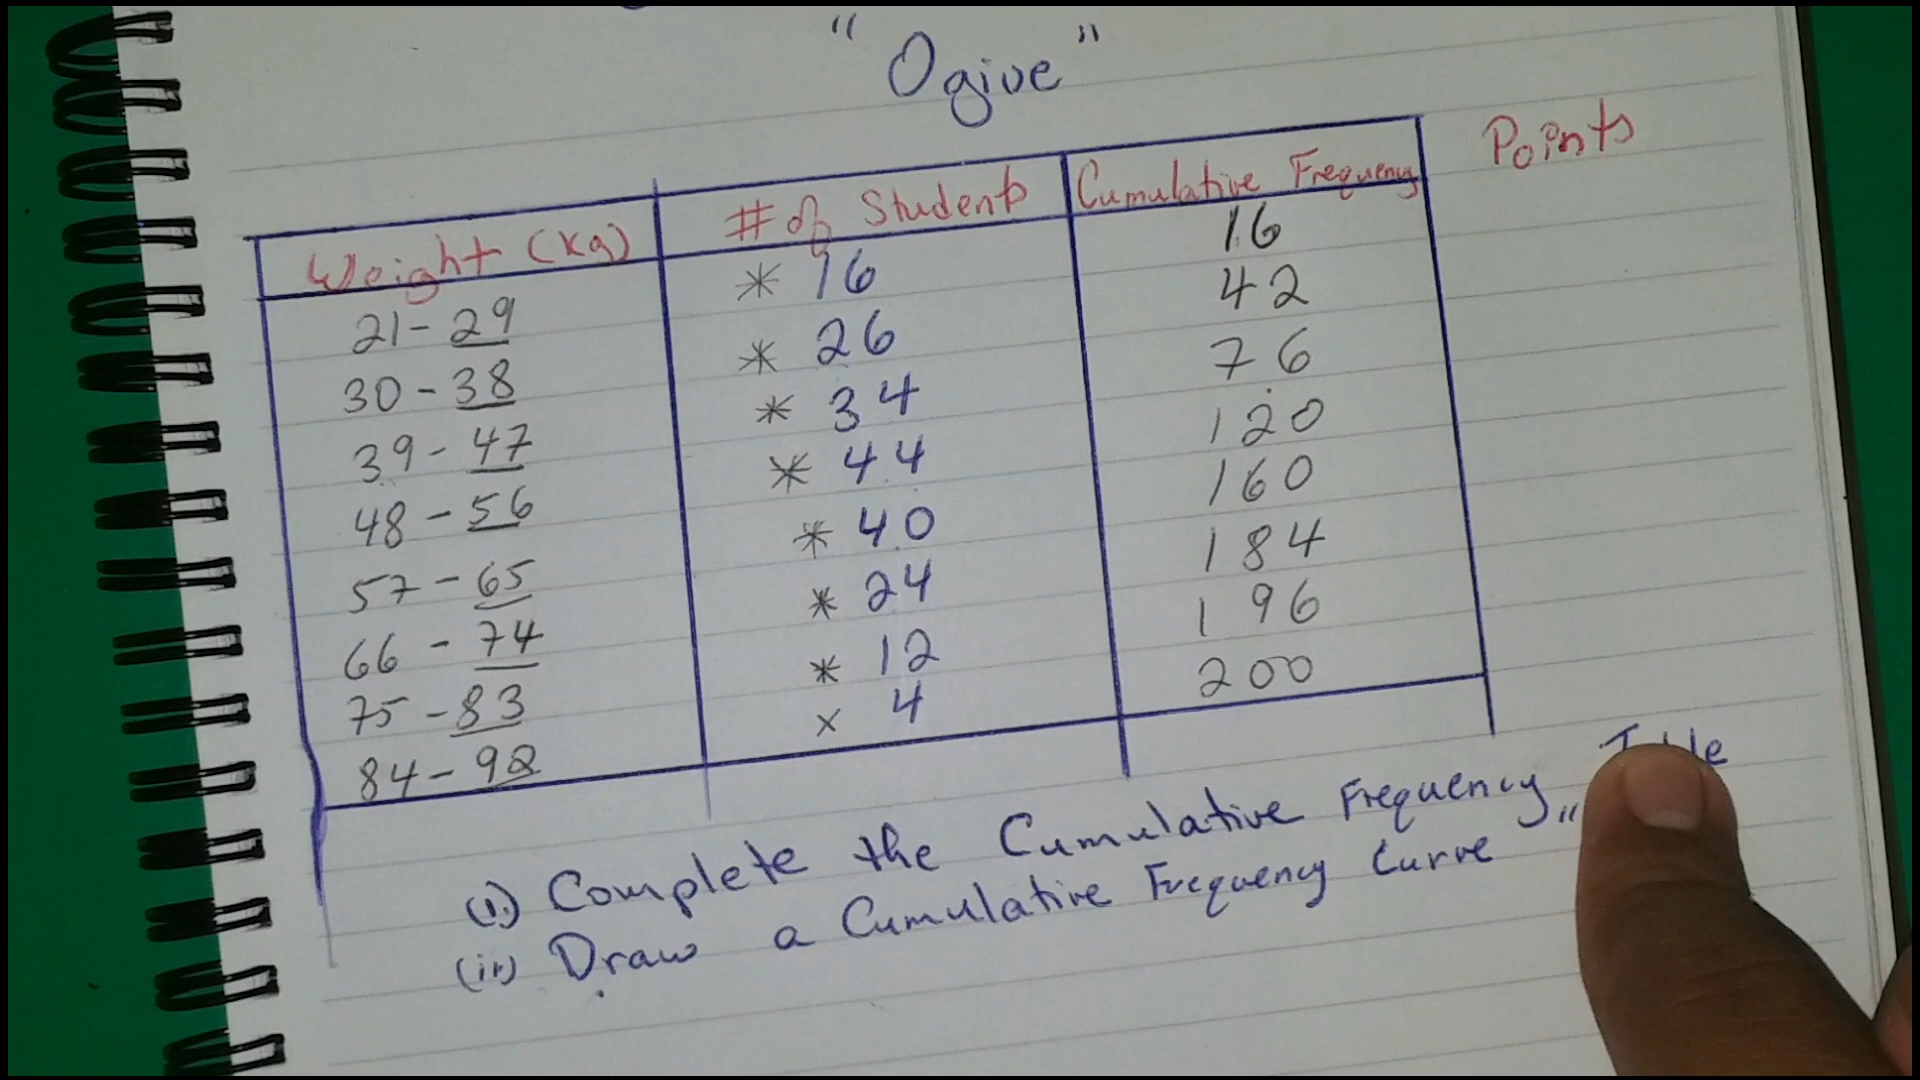 "Ogive"
Weight (Kg) # of Students Cumulative Frequency Points
21-29 * 16 16
30-38 * 26 42
39-47 * 34 76
48-56 * 44 120
57-65 * 40 160
66-74 * 24 184
75-83 * 12 196
84-92 x 4 200
(i) Complete the Cumulative Frequency
(ii) Draw a Cumulative Frequency Curve "